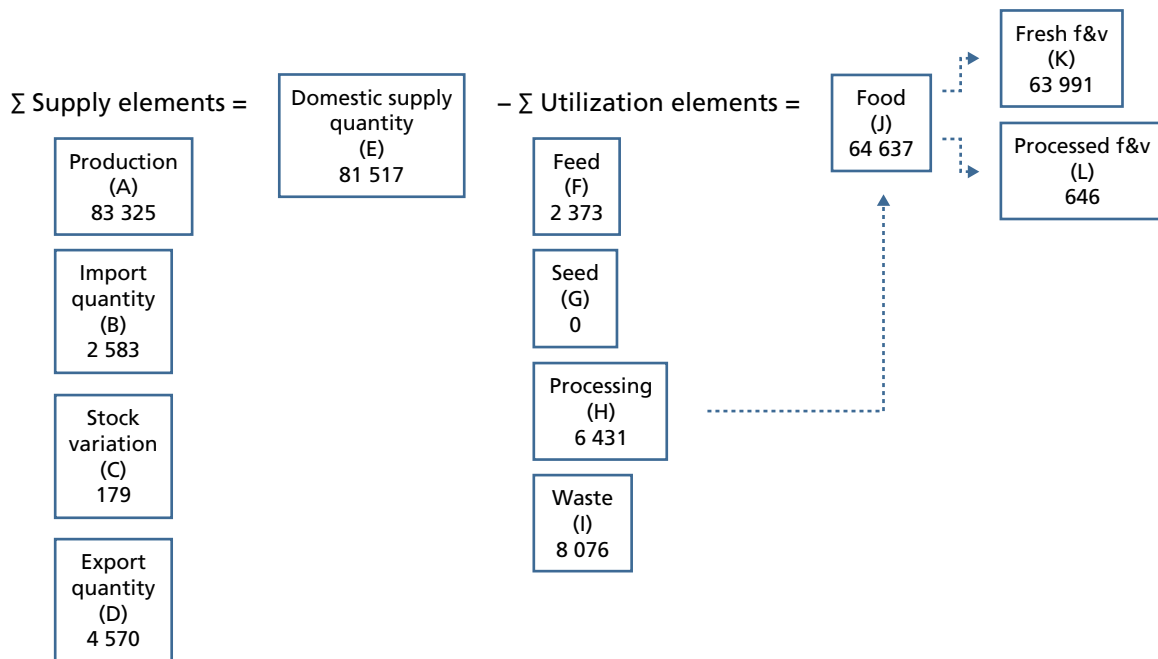 ∑ Supply elements =
Production
(A)
83 325
Import
quantity
(B)
2 583
Stock
variation
(C)
179
Export
quantity
(D)
4 570
Domestic supply
quantity
(E)
81 517
– ∑ Utilization elements =
Feed
(F)
2 373
Seed
(G)
0
Processing
(H)
6 431
Waste
(I)
8 076
Food
(J)
64 637
Fresh f&v
(K)
63 991
Processed f&v
(L)
646